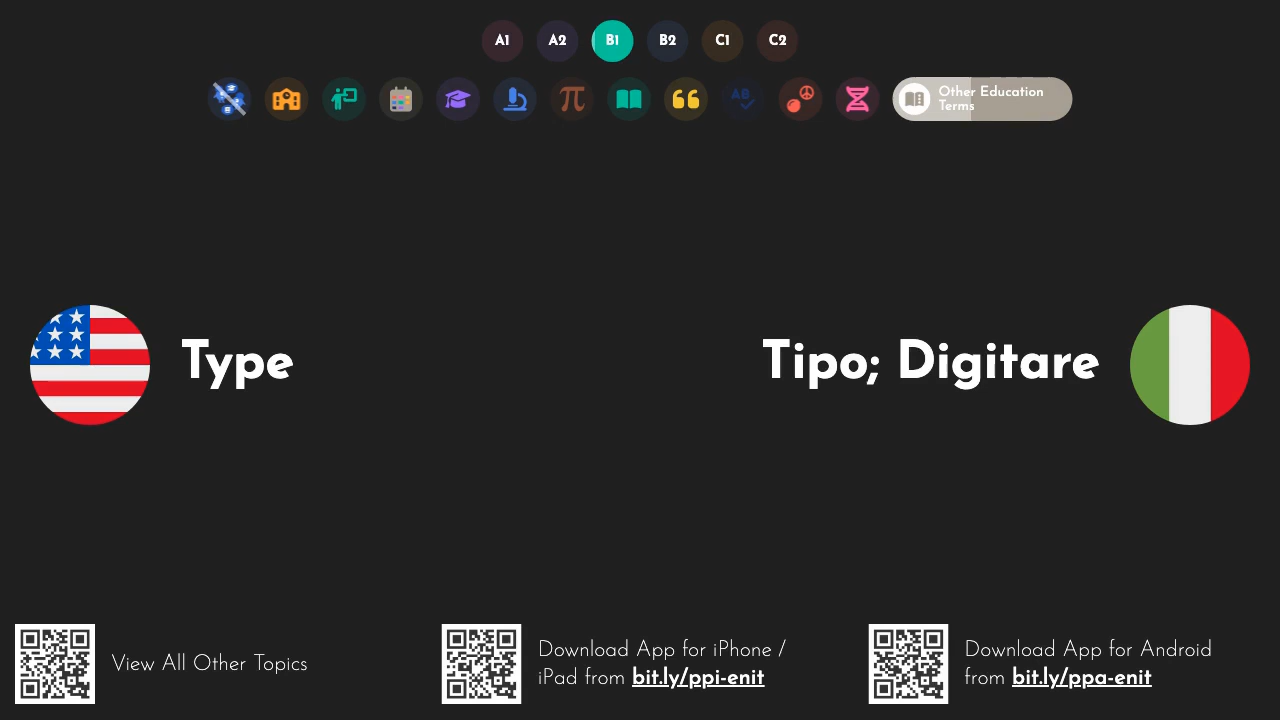 A1 A2 B1 B2 C1 C2
Other Education
Terms
Type
Tipo; Digitare
View All Other Topics
Download App for iPhone /
iPad from bit.ly/ppi-enit
Download App for Android
from bit.ly/ppa-enit